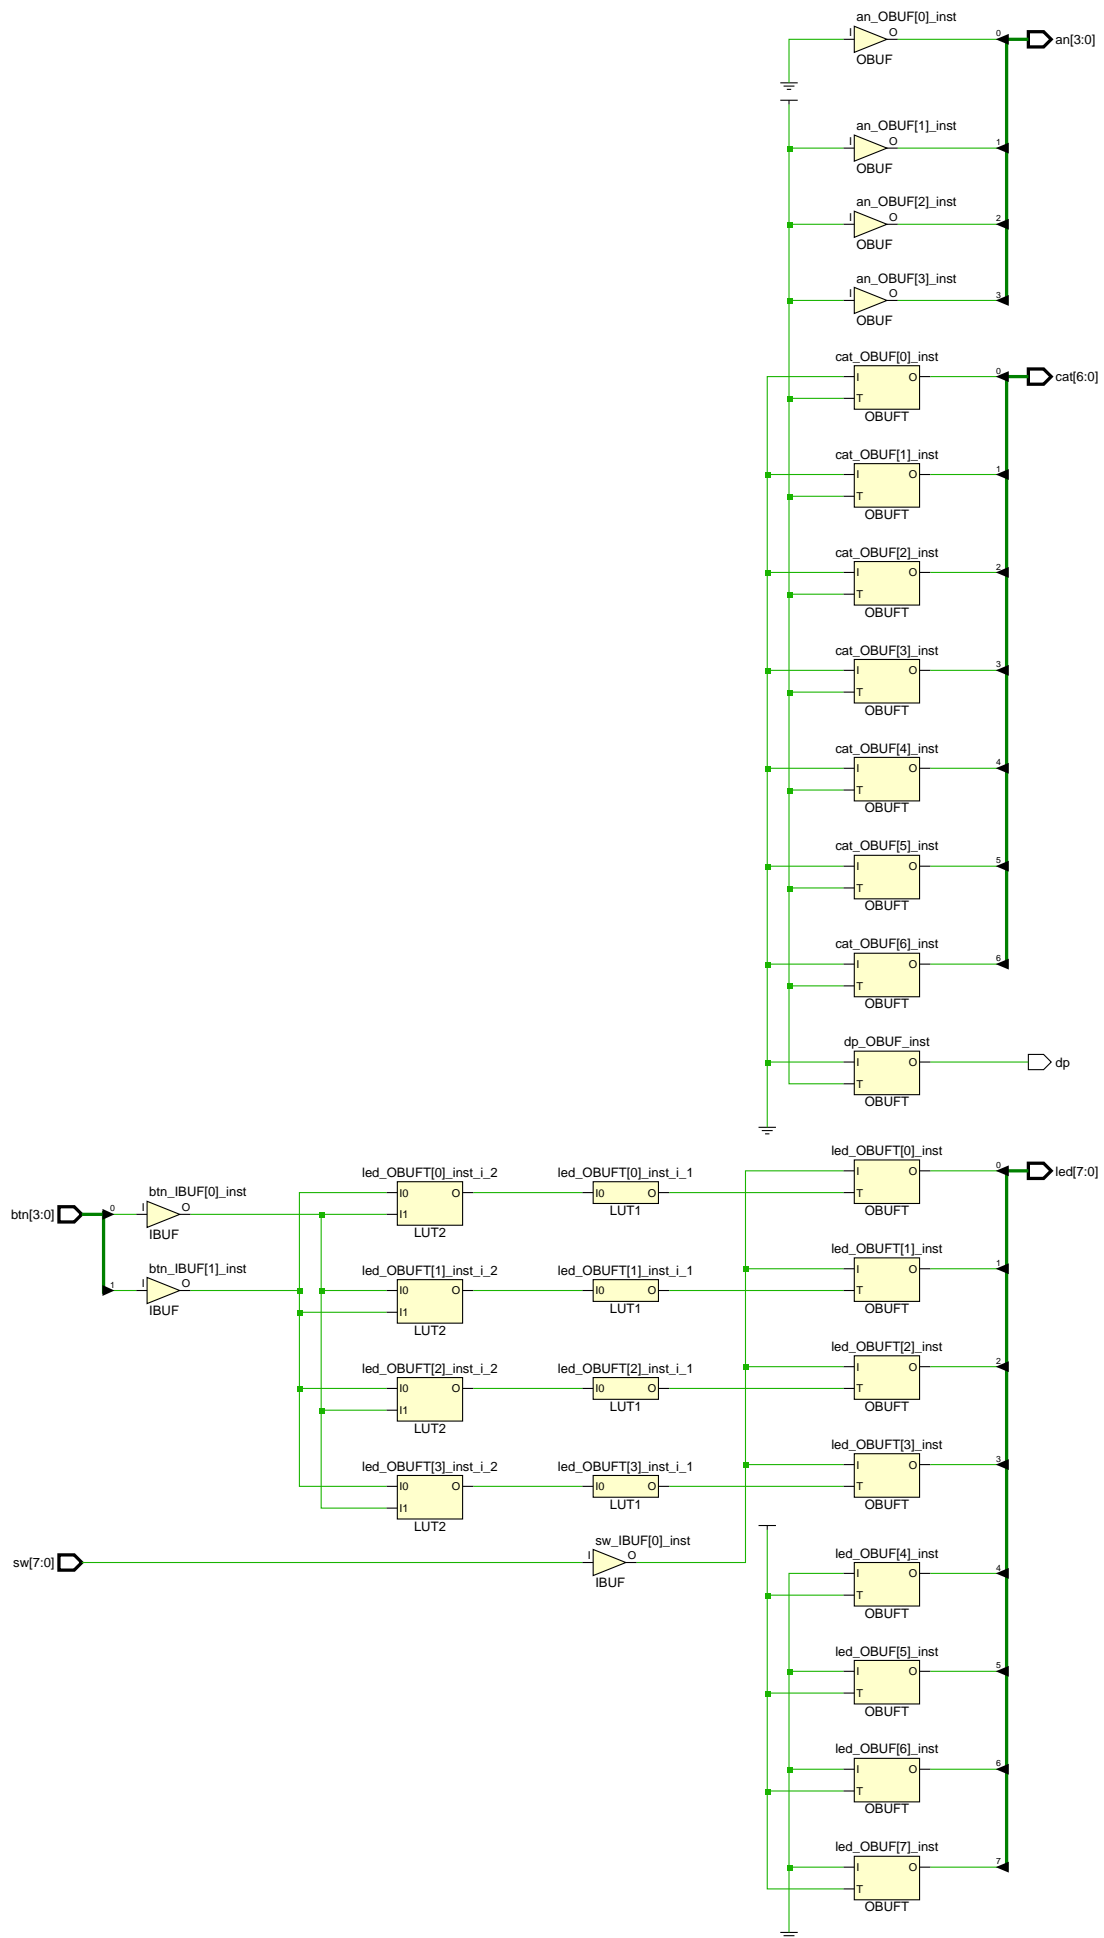 an_OBUF[0]_inst
I O
OBUF
0
an[3:0]
an_OBUF[1]_inst
I O
OBUF
1
an_OBUF[2]_inst
I O
OBUF
2
an_OBUF[3]_inst
I O
OBUF
3
cat_OBUF[0]_inst
I O
T
OBUFT
0
cat[6:0]
cat_OBUF[1]_inst
I O
T
OBUFT
1
cat_OBUF[2]_inst
I O
T
OBUFT
2
cat_OBUF[3]_inst
I O
T
OBUFT
3
cat_OBUF[4]_inst
I O
T
OBUFT
4
cat_OBUF[5]_inst
I O
T
OBUFT
5
cat_OBUF[6]_inst
I O
T
OBUFT
6
dp_OBUF_inst
I O
T
OBUFT
dp
btn[3:0]
0
btn_IBUF[0]_inst
I O
IBUF
1
btn_IBUF[1]_inst
I O
IBUF
led_OBUFT[0]_inst_i_2
I0 O
I1
LUT2
led_OBUFT[0]_inst_i_1
I0 O
LUT1
led_OBUFT[0]_inst
I O
T
OBUFT
0
led[7:0]
led_OBUFT[1]_inst_i_2
I0 O
I1
LUT2
led_OBUFT[1]_inst_i_1
I0 O
LUT1
led_OBUFT[1]_inst
I O
T
OBUFT
1
led_OBUFT[2]_inst_i_2
I0 O
I1
LUT2
led_OBUFT[2]_inst_i_1
I0 O
LUT1
led_OBUFT[2]_inst
I O
T
OBUFT
2
led_OBUFT[3]_inst_i_2
I0 O
I1
LUT2
led_OBUFT[3]_inst_i_1
I0 O
LUT1
led_OBUFT[3]_inst
I O
T
OBUFT
3
sw[7:0]
sw_IBUF[0]_inst
I O
IBUF
led_OBUF[4]_inst
I O
T
OBUFT
4
led_OBUF[5]_inst
I O
T
OBUFT
5
led_OBUF[6]_inst
I O
T
OBUFT
6
led_OBUF[7]_inst
I O
T
OBUFT
7